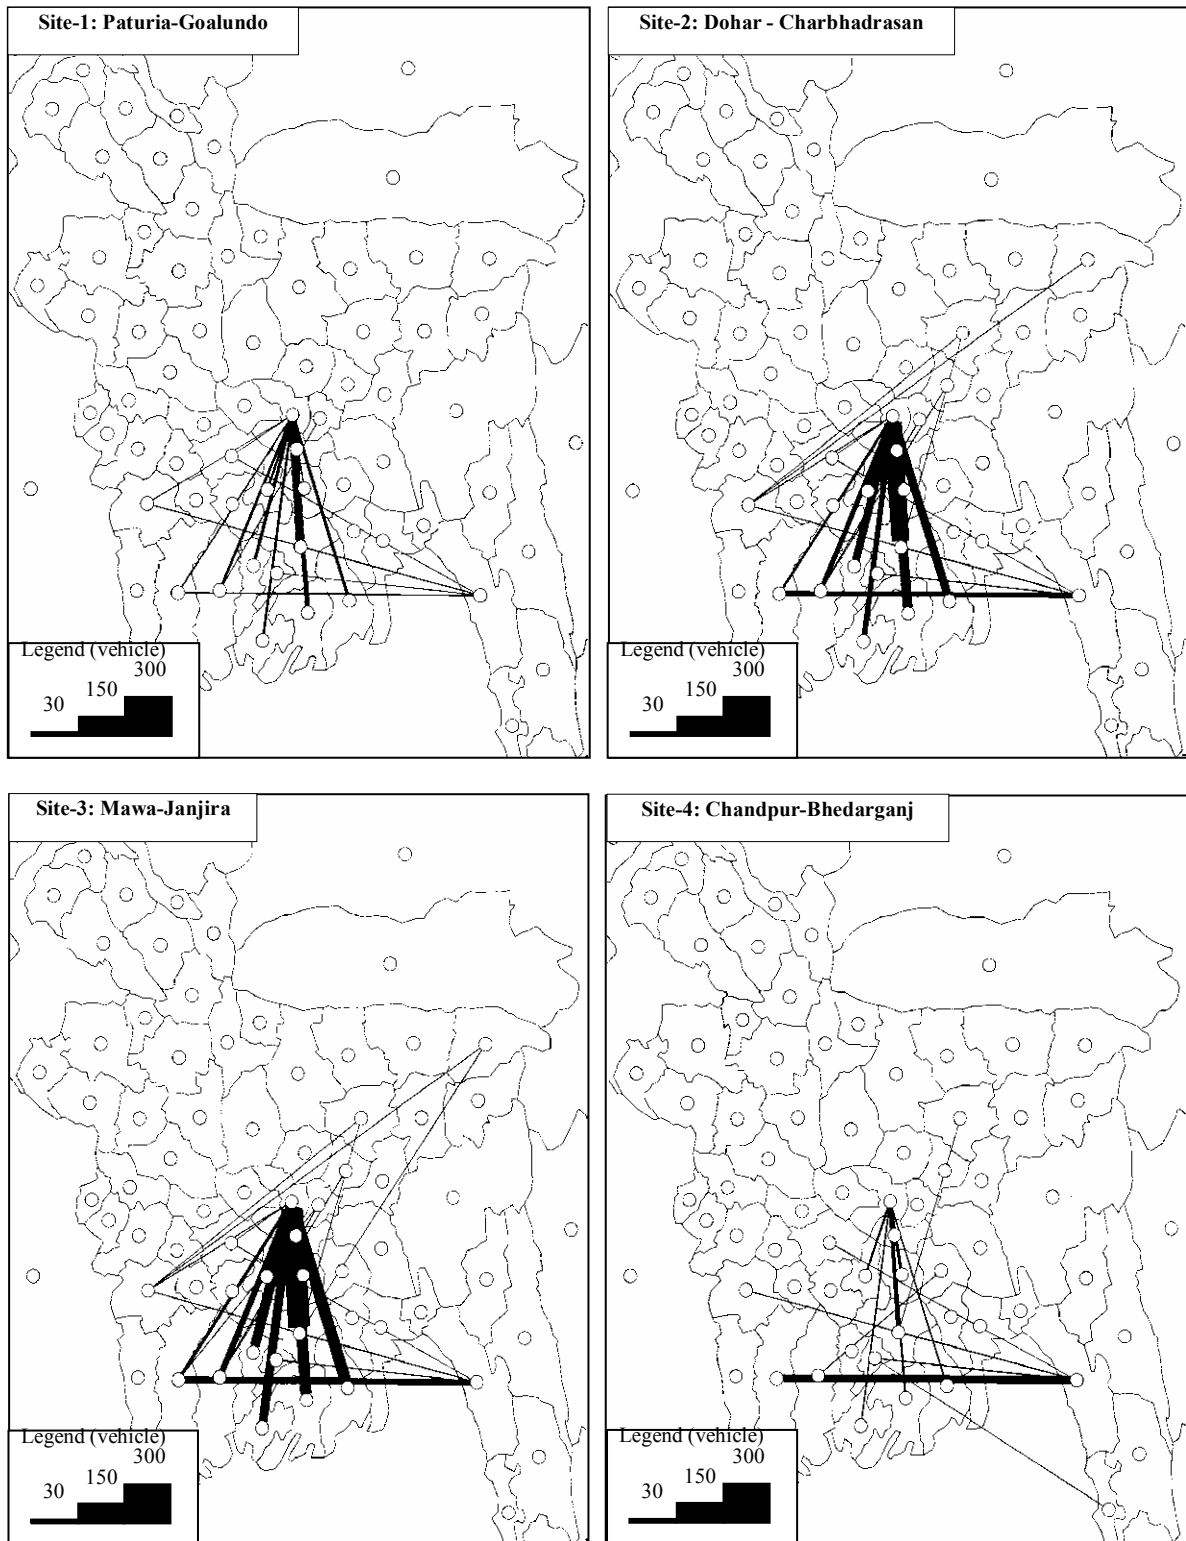 Site-1: Paturia-Goalundo
Legend (vehicle)
300
150
30
Site-2: Dohar - Charbhadrasan
Legend (vehicle)
300
150
30
Site-3: Mawa-Janjira
Legend (vehicle)
300
150
30
Site-4: Chandpur-Bhedarganj
Legend (vehicle)
300
150
30